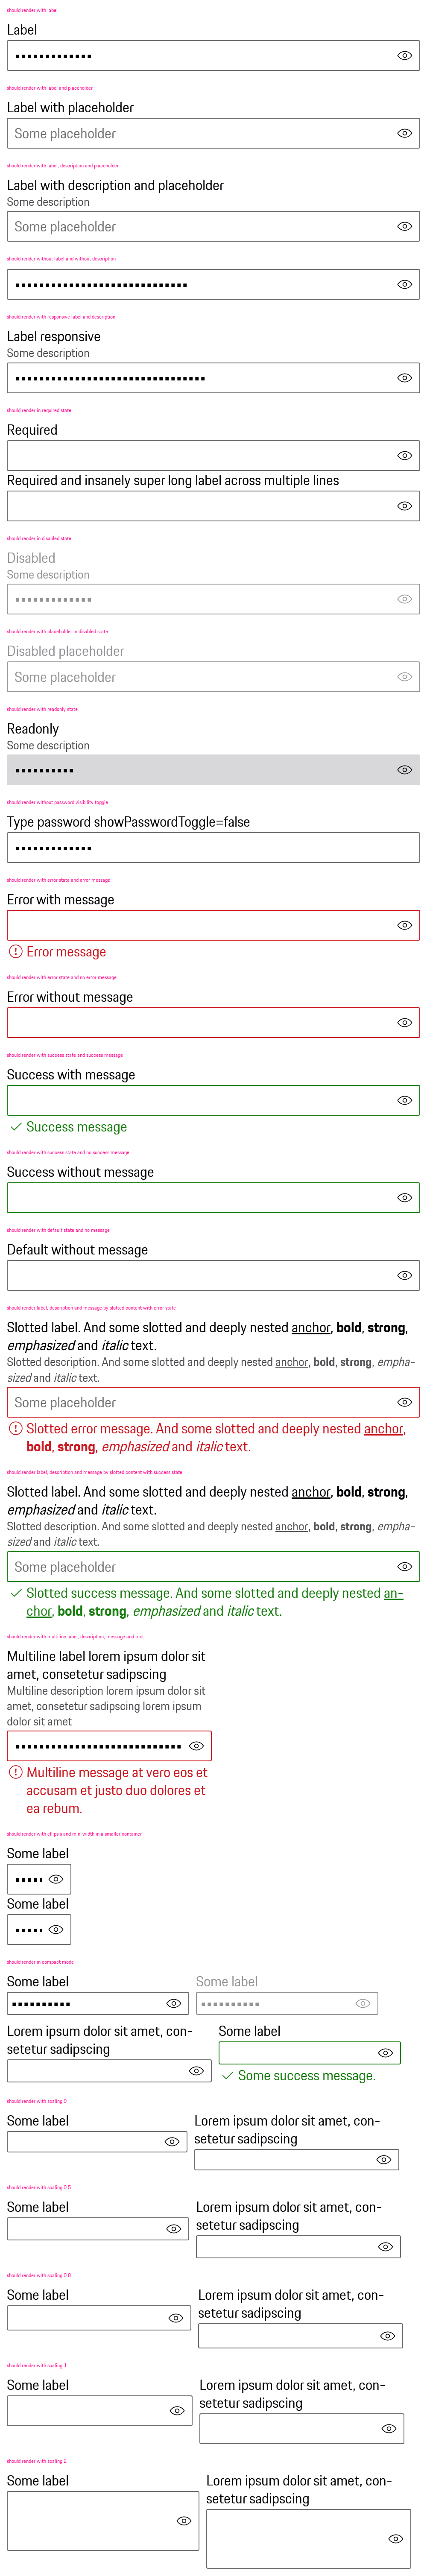 should render with label
Label
should render with label and placeholder
Label with placeholder
Some placeholder
should render with label, description and placeholder
Label with description and placeholder
Some description
Some placeholder
should render without label and without description
should render with responsive label and description
Label responsive
Some description
should render in required state
Required
Required and insanely super long label across multiple lines
should render in disabled state
Disabled
Some description
should render with placeholder in disabled state
Disabled placeholder
Some placeholder
should render with readonly state
Readonly
Some description
should render without password visibility toggle
Type password showPasswordToggle=false
should render with error state and error message
Error with message
Error message
should render with error state and no error message
Error without message
should render with success state and success message
Success with message
Success message
should render with success state and no success message
Success without message
should render with default state and no message
Default without message
should render label, description and message by slotted content with error state
Slotted label. And some slotted and deeply nested anchor, bold, strong,
emphasized and italic text.
Slotted description. And some slotted and deeply nested anchor, bold, strong, empha-
sized and italic text.
Some placeholder
Slotted error message. And some slotted and deeply nested anchor,
bold, strong, emphasized and italic text.
should render label, description and message by slotted content with success state
Slotted label. And some slotted and deeply nested anchor, bold, strong,
emphasized and italic text.
Slotted description. And some slotted and deeply nested anchor, bold, strong, empha-
sized and italic text.
Some placeholder
Slotted success message. And some slotted and deeply nested an-
chor, bold, strong, emphasized and italic text.
should render with multiline label, description, message and text
Multiline label lorem ipsum dolor sit
amet, consetetur sadipscing
Multiline description lorem ipsum dolor sit
amet, consetetur sadipscing lorem ipsum
dolor sit amet
Multiline message at vero eos et
accusam et justo duo dolores et
ea rebum.
should render with ellipsis and min-width in a smaller container.
Some label
Some label
should render in compact mode
Some label
Some label
Lorem ipsum dolor sit amet, con-
setetur sadipscing
Some label
Some success message.
should render with scaling 0
Some label
Lorem ipsum dolor sit amet, con-
setetur sadipscing
should render with scaling 0.5
Some label
Lorem ipsum dolor sit amet, con-
setetur sadipscing
should render with scaling 0.8
Some label
Lorem ipsum dolor sit amet, con-
setetur sadipscing
should render with scaling 1
Some label
Lorem ipsum dolor sit amet, con-
setetur sadipscing
should render with scaling 2
Some label
Lorem ipsum dolor sit amet, con-
setetur sadipscing